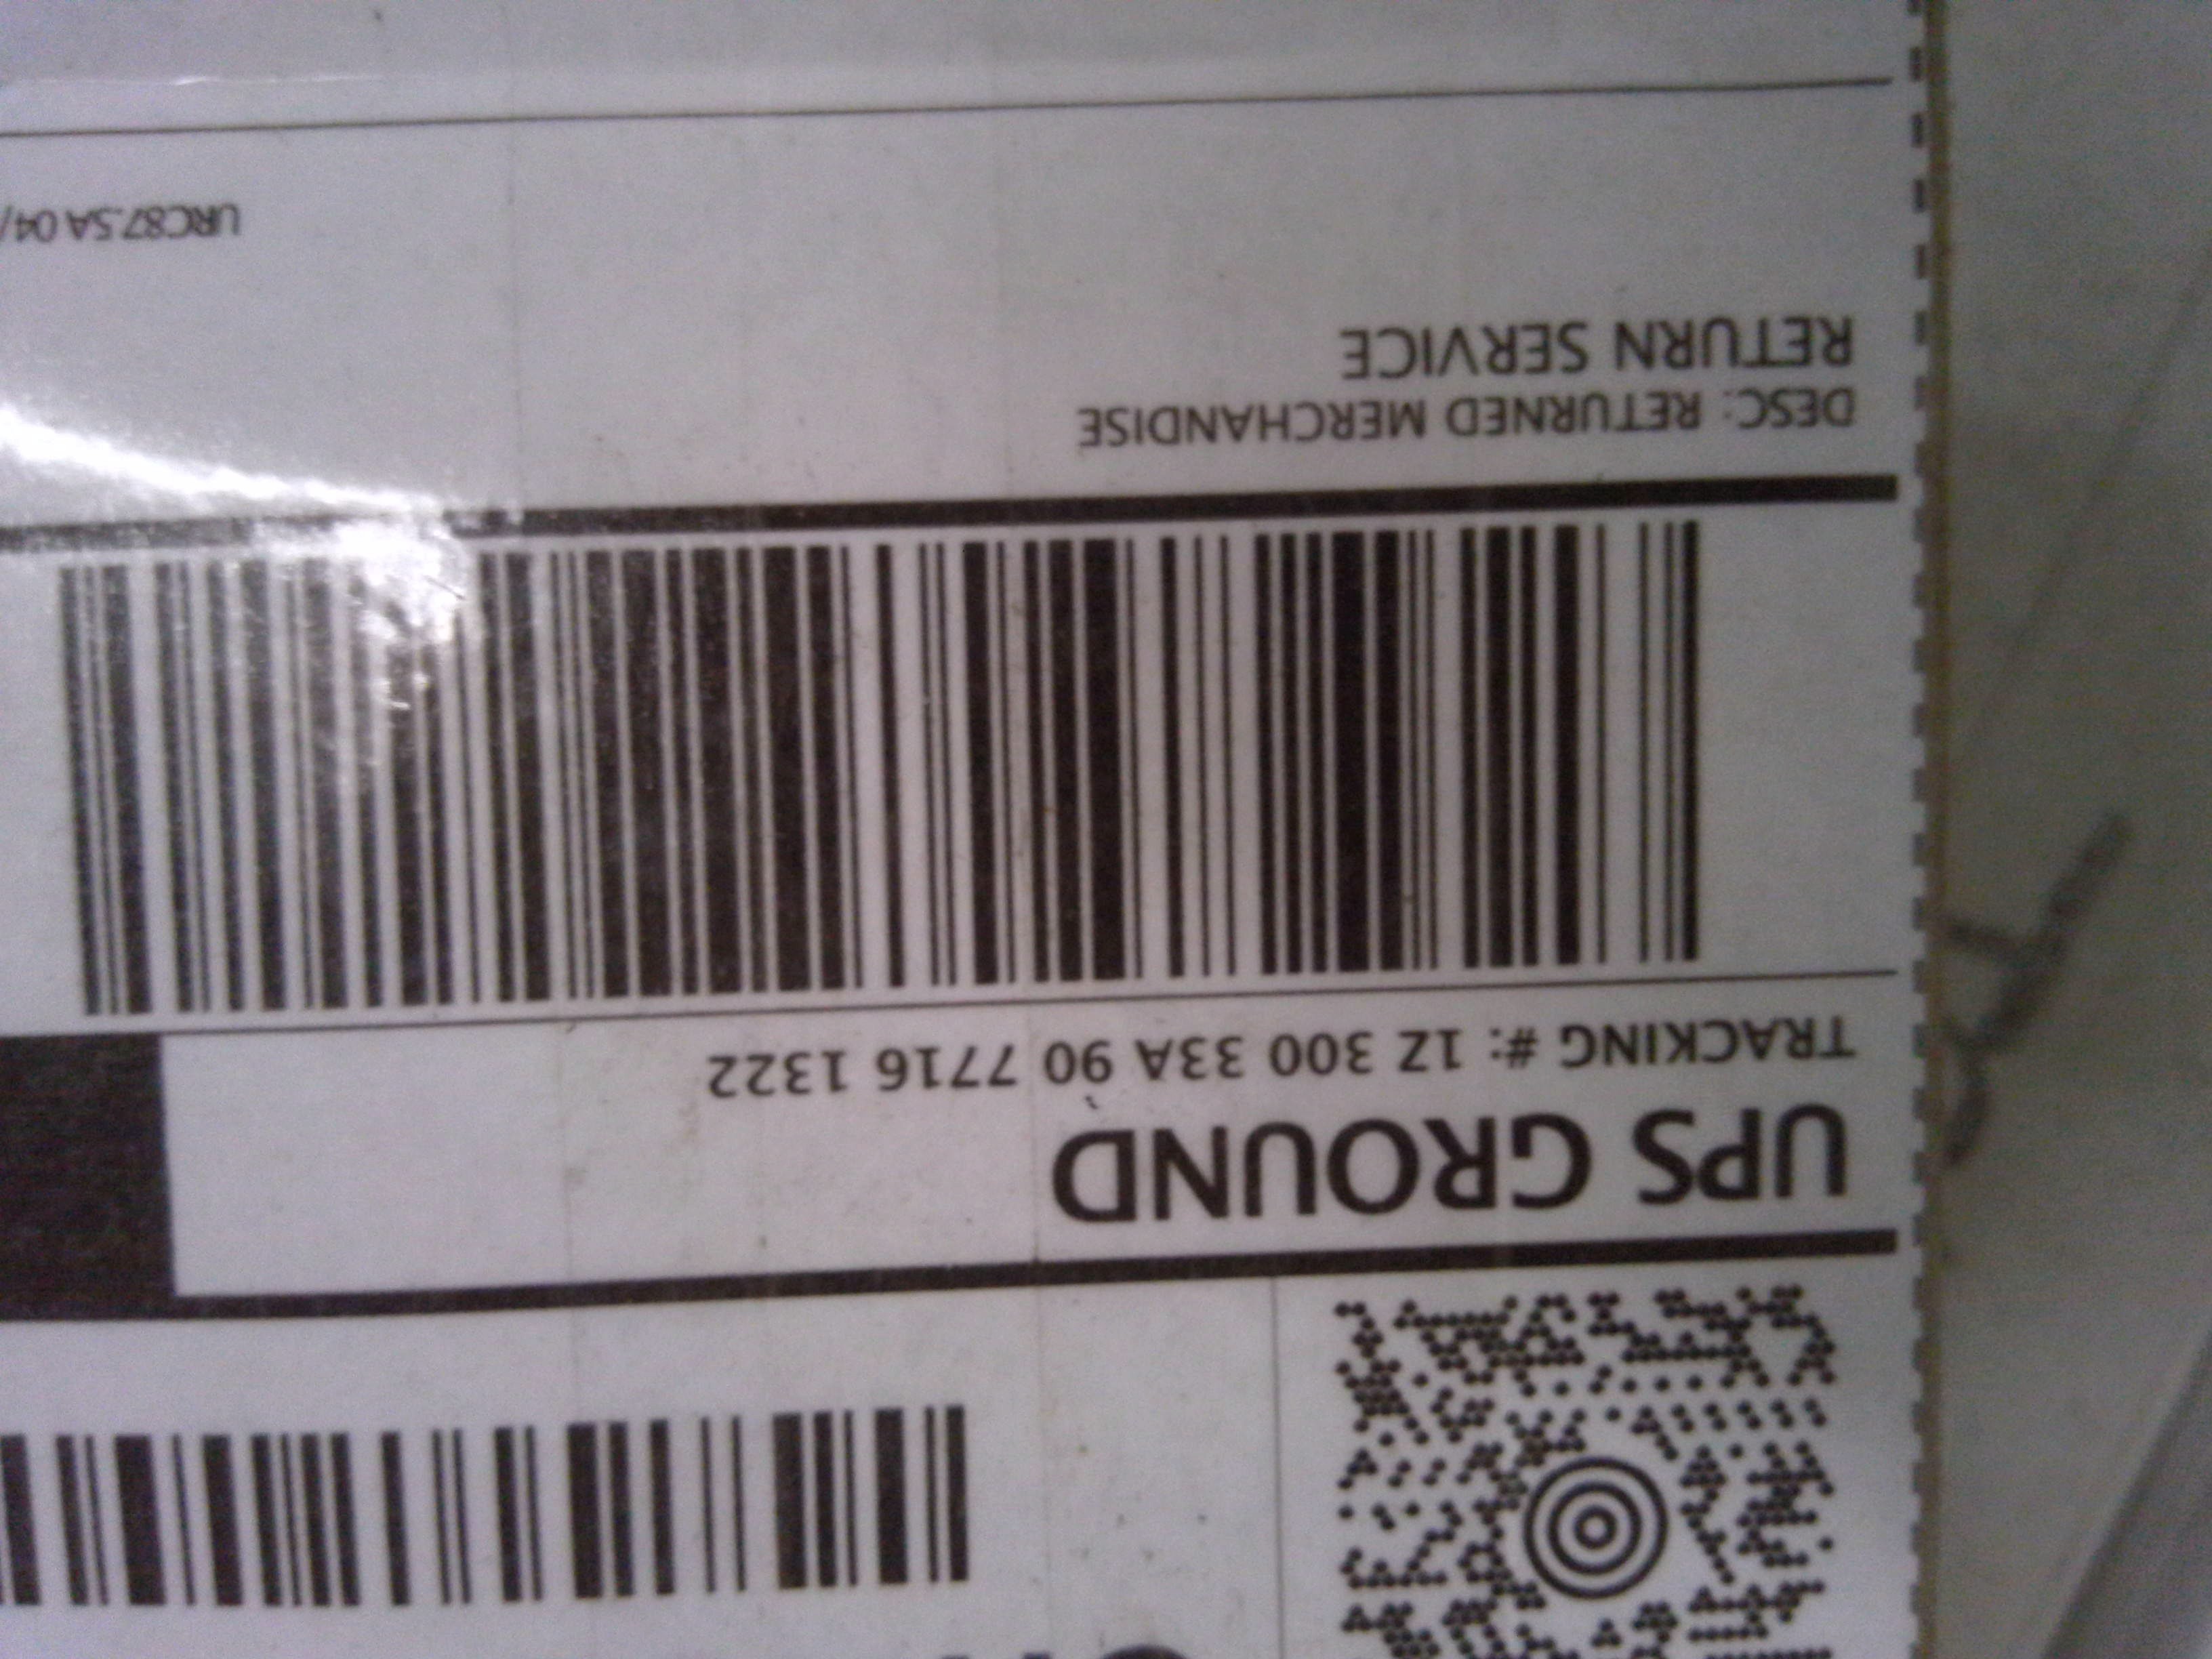 UPS GROUND
TRACKING #: 1Z 300 33A 90 7716 1322
DESC: RETURNED MERCHANDISE
RETURN SERVICE
URC87.5A 04/